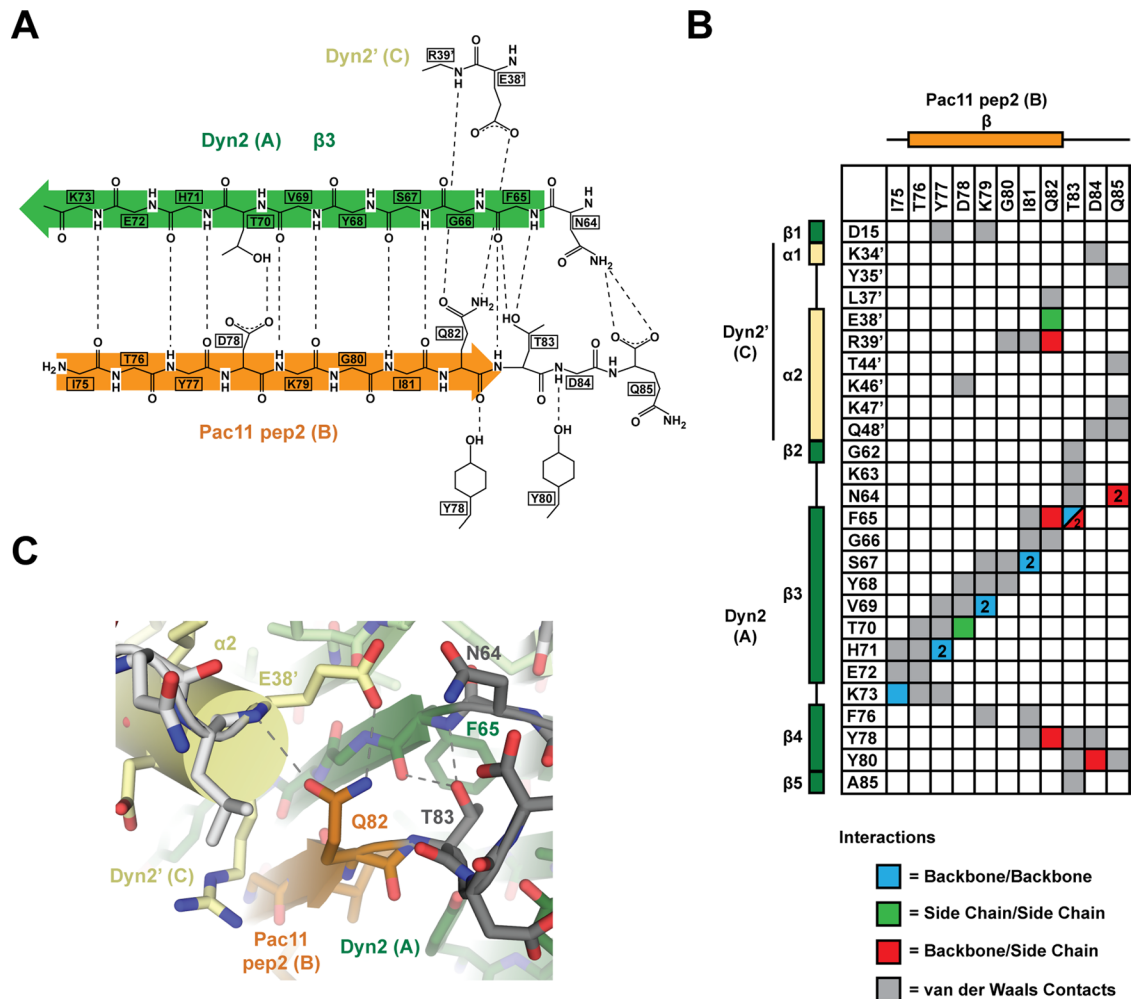 A
Dyn2' (C)
R39'
O
H
N
N
H
E38'
O
O
Dyn2 (A) β3
O
H
N
O
H
N
O
H
N
O
H
N
O
K73
H71
V69
S67
F65
N
H
E72
N
H
T70
N
H
Y68
N
H
G66
N
H
N64
O
O
O
O
O
OH
O
NH2
O
O
D78
O
NH2
Q82
HO
T83
O
O
H2N
I75
T76
Y77
K79
G80
I81
D84
Q85
O
NH2
Pac11 pep2 (B)
OH
OH
Y78
Y80
B
Pac11 pep2 (B)
β
I75 T76 Y77 D78 K79 G80 I81 Q82 T83 D84 Q85
β1 D15
α1 K34'
Y35'
L37'
E38'
Dyn2' (C)
R39'
α2 T44'
K46'
K47'
Q48'
β2 G62
K63
N64 2
F65 2
G66
S67 2
β3 Y68
Dyn2 (A)
V69 2
T70
H71 2
E72
K73
F76
β4 Y78
Y80
β5 A85
Interactions
= Backbone/Backbone
= Side Chain/Side Chain
= Backbone/Side Chain
= van der Waals Contacts
C
α2
N64
E38'
F65
Q82
T83
Dyn2' (C)
Pac11
pep2 (B)
Dyn2 (A)